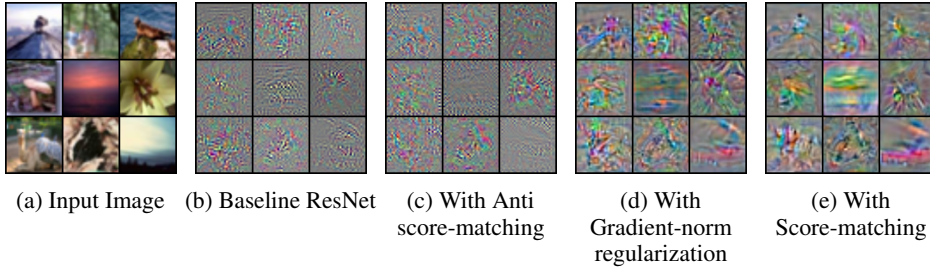 (a) Input Image
(b) Baseline ResNet
(c) With Anti
score-matching
(d) With
Gradient-norm
regularization
(e) With
Score-matching